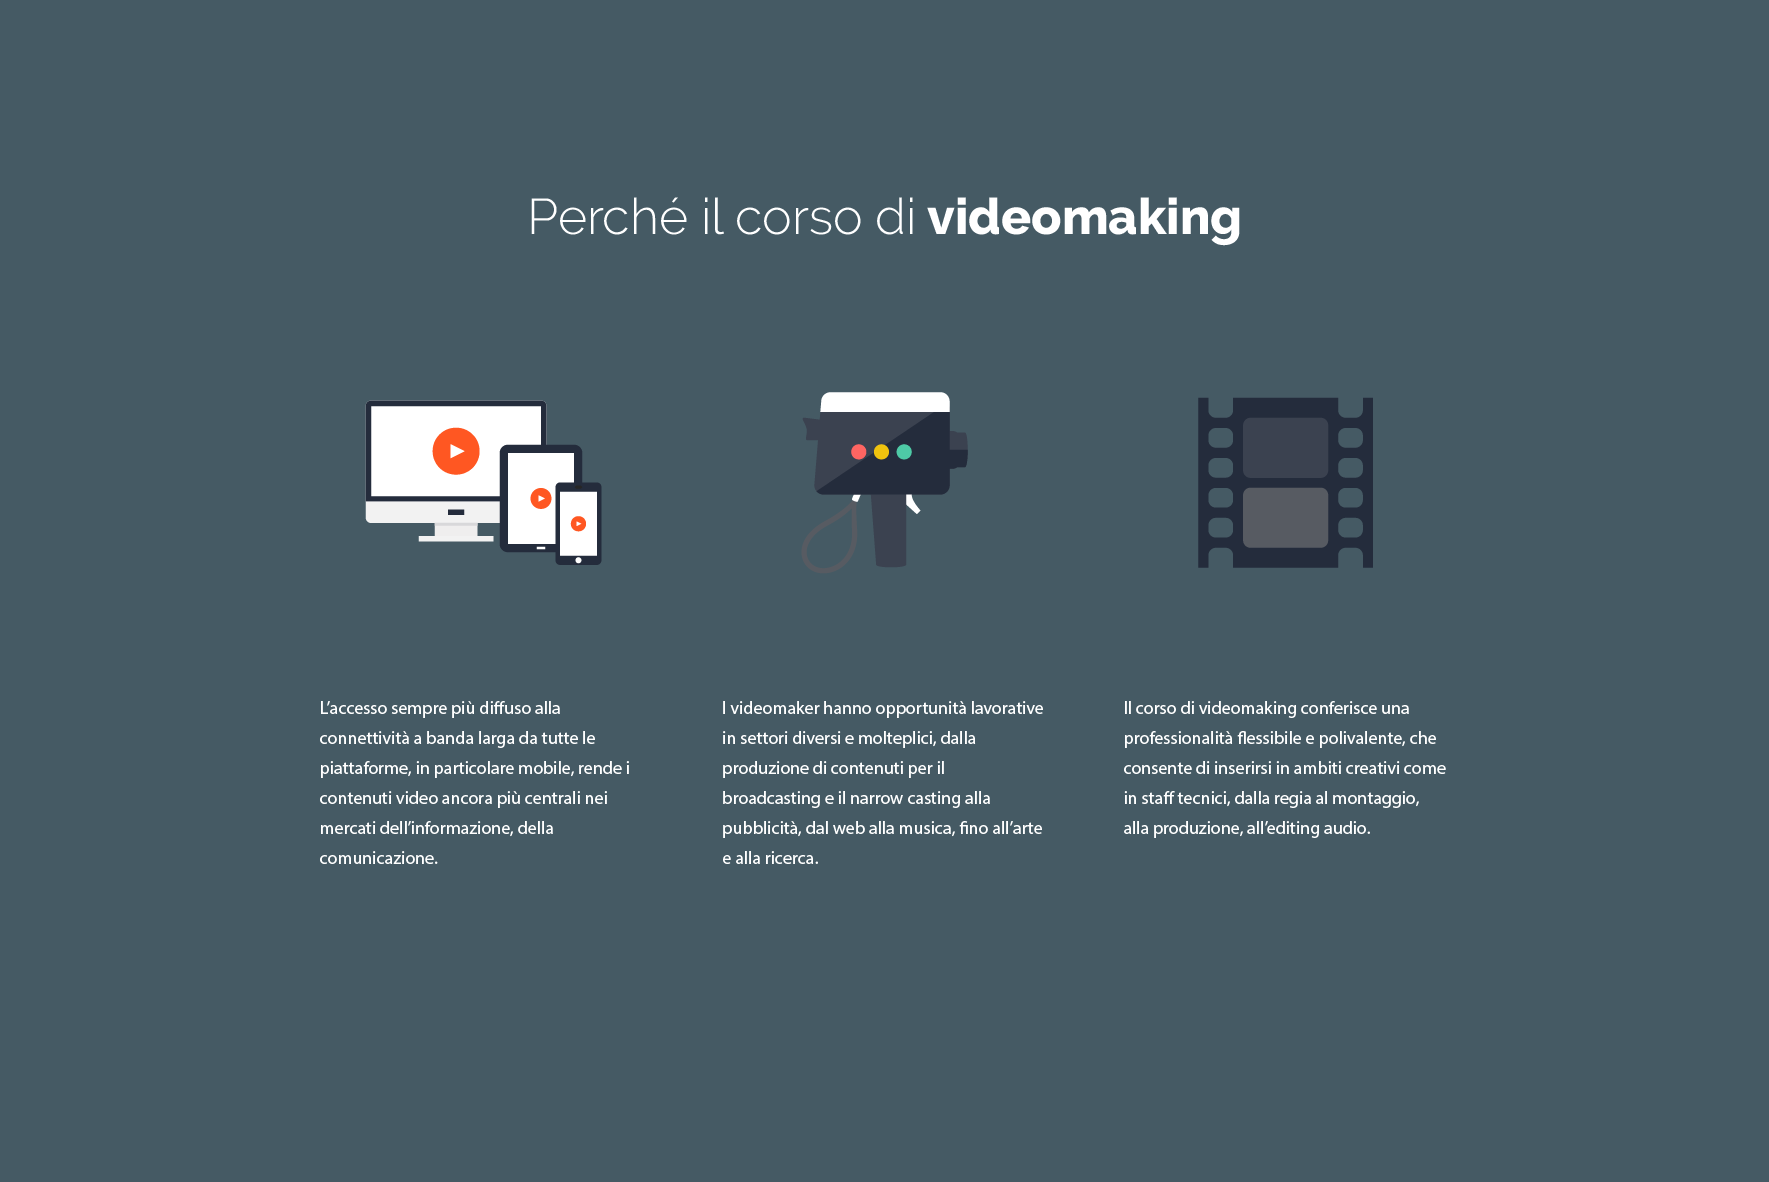 Perché il corso di videomaking
L’accesso sempre più diffuso alla
connettività a banda larga da tutte le
piattaforme, in particolare mobile, rende i
contenuti video ancora più centrali nei
mercati dell’informazione, della
comunicazione.
I videomaker hanno opportunità lavorative
in settori diversi e molteplici, dalla
produzione di contenuti per il
broadcasting e il narrow casting alla
pubblicità, dal web alla musica, fino all’arte
e alla ricerca.
Il corso di videomaking conferisce una
professionalità flessibile e polivalente, che
consente di inserirsi in ambiti creativi come
in staff tecnici, dalla regia al montaggio,
alla produzione, all’editing audio.